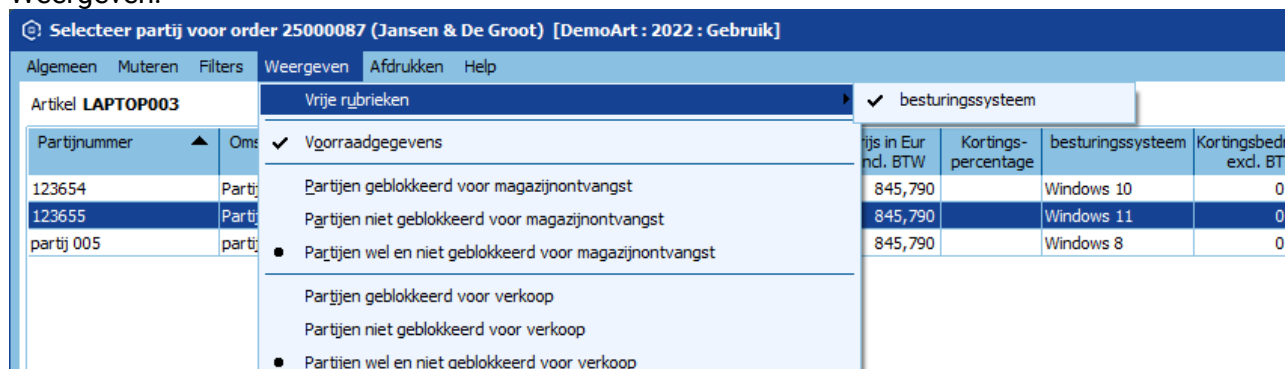 Weergeven:
Selecteer partij voor order 25000087 (Jansen & De Groot) [DemoArt : 2022 : Gebruik]
Algemeen Muteren Filters Weergeven Afdrukken Help
Artikel LAPTOP003
Vrije rubrieken
besturingssysteem
Voorraadgegevens
Partijen geblokkeerd voor magazijnontvangst
Partijen niet geblokkeerd voor magazijnontvangst
Partijen wel en niet geblokkeerd voor magazijnontvangst
Partijen geblokkeerd voor verkoop
Partijen niet geblokkeerd voor verkoop
Partijen wel en niet geblokkeerd voor verkoop
Partijnummer Oms rijs in Eur Kortings- besturingssysteem Kortingsbedr
ncl. BTW percentage excl. BT
123654 Partij 845,790 Windows 10 0
123655 Partij 845,790 Windows 11 0
partij 005 partij 845,790 Windows 8 0